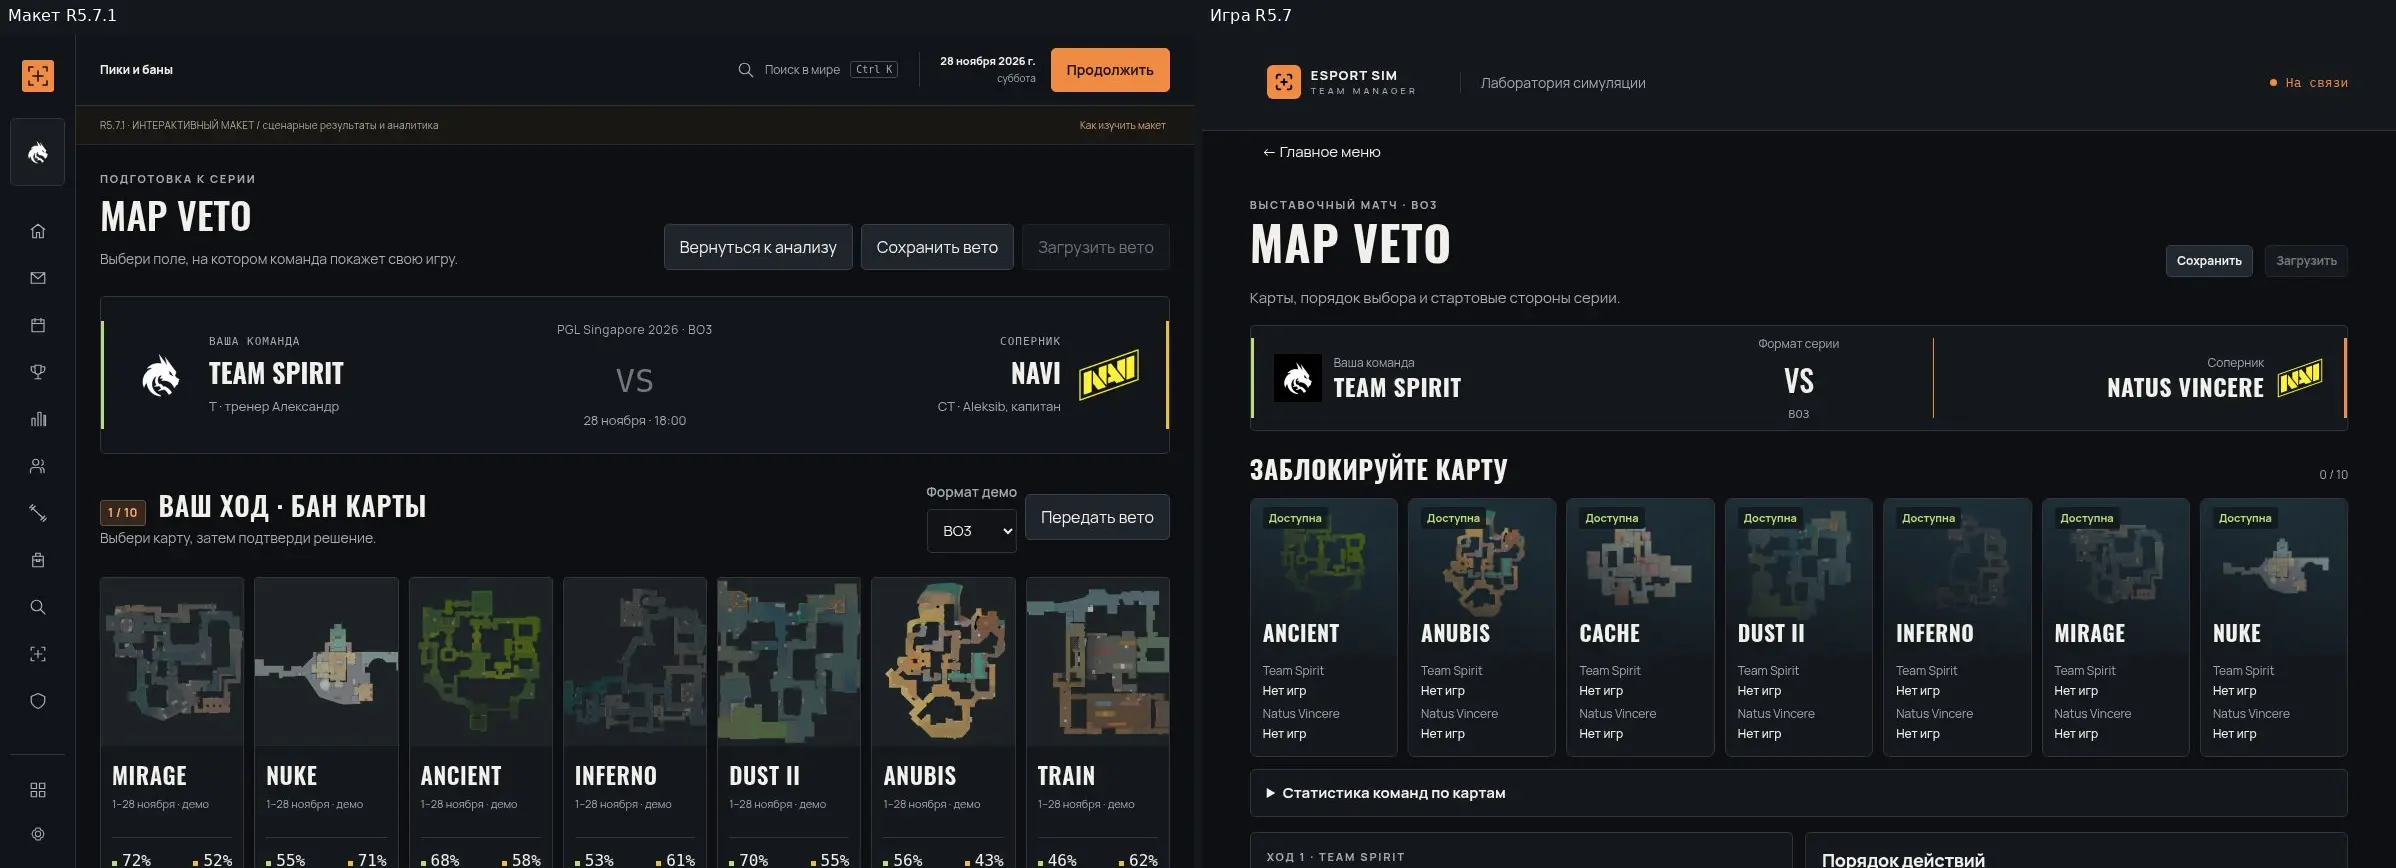 Макет R5.7.1
Пики и баны
Поиск в мире
Ctrl K
28 ноября 2026 г.
суббота
Продолжить
R5.7.1 · ИНТЕРАКТИВНЫЙ МАКЕТ / сценарные результаты и аналитика
Как изучить макет
ПОДГОТОВКА К СЕРИИ
MAP VETO
Выбери поле, на котором команда покажет свою игру.
Вернуться к анализу
Сохранить вето
Загрузить вето
ВАША КОМАНДА
TEAM SPIRIT
T · тренер Александр
PGL Singapore 2026 · BO3
VS
28 ноября · 18:00
СОПЕРНИК
NAVI
CT · Aleksib, капитан
NAVI
1 / 10
ВАШ ХОД · БАН КАРТЫ
Выбери карту, затем подтверди решение.
Формат демо
BO3
Передать вето
MIRAGE
1–28 ноября · демо
72%
52%
NUKE
1–28 ноября · демо
55%
71%
ANCIENT
1–28 ноября · демо
68%
58%
INFERNO
1–28 ноября · демо
53%
61%
DUST II
1–28 ноября · демо
70%
55%
ANUBIS
1–28 ноября · демо
56%
43%
TRAIN
1–28 ноября · демо
46%
62%
Игра R5.7
ESPORT SIM
TEAM MANAGER
Лаборатория симуляции
На связи
← Главное меню
ВЫСТАВОЧНЫЙ МАТЧ · BO3
MAP VETO
Карты, порядок выбора и стартовые стороны серии.
Сохранить
Загрузить
Ваша команда
TEAM SPIRIT
Формат серии
VS
BO3
Соперник
NATUS VINCERE
NAVI
ЗАБЛОКИРУЙТЕ КАРТУ
0 / 10
Доступна
ANCIENT
Team Spirit
Нет игр
Natus Vincere
Нет игр
Доступна
ANUBIS
Team Spirit
Нет игр
Natus Vincere
Нет игр
Доступна
CACHE
Team Spirit
Нет игр
Natus Vincere
Нет игр
Доступна
DUST II
Team Spirit
Нет игр
Natus Vincere
Нет игр
Доступна
INFERNO
Team Spirit
Нет игр
Natus Vincere
Нет игр
Доступна
MIRAGE
Team Spirit
Нет игр
Natus Vincere
Нет игр
Доступна
NUKE
Team Spirit
Нет игр
Natus Vincere
Нет игр
Статистика команд по картам
ХОД 1 · TEAM SPIRIT
Порядок действий